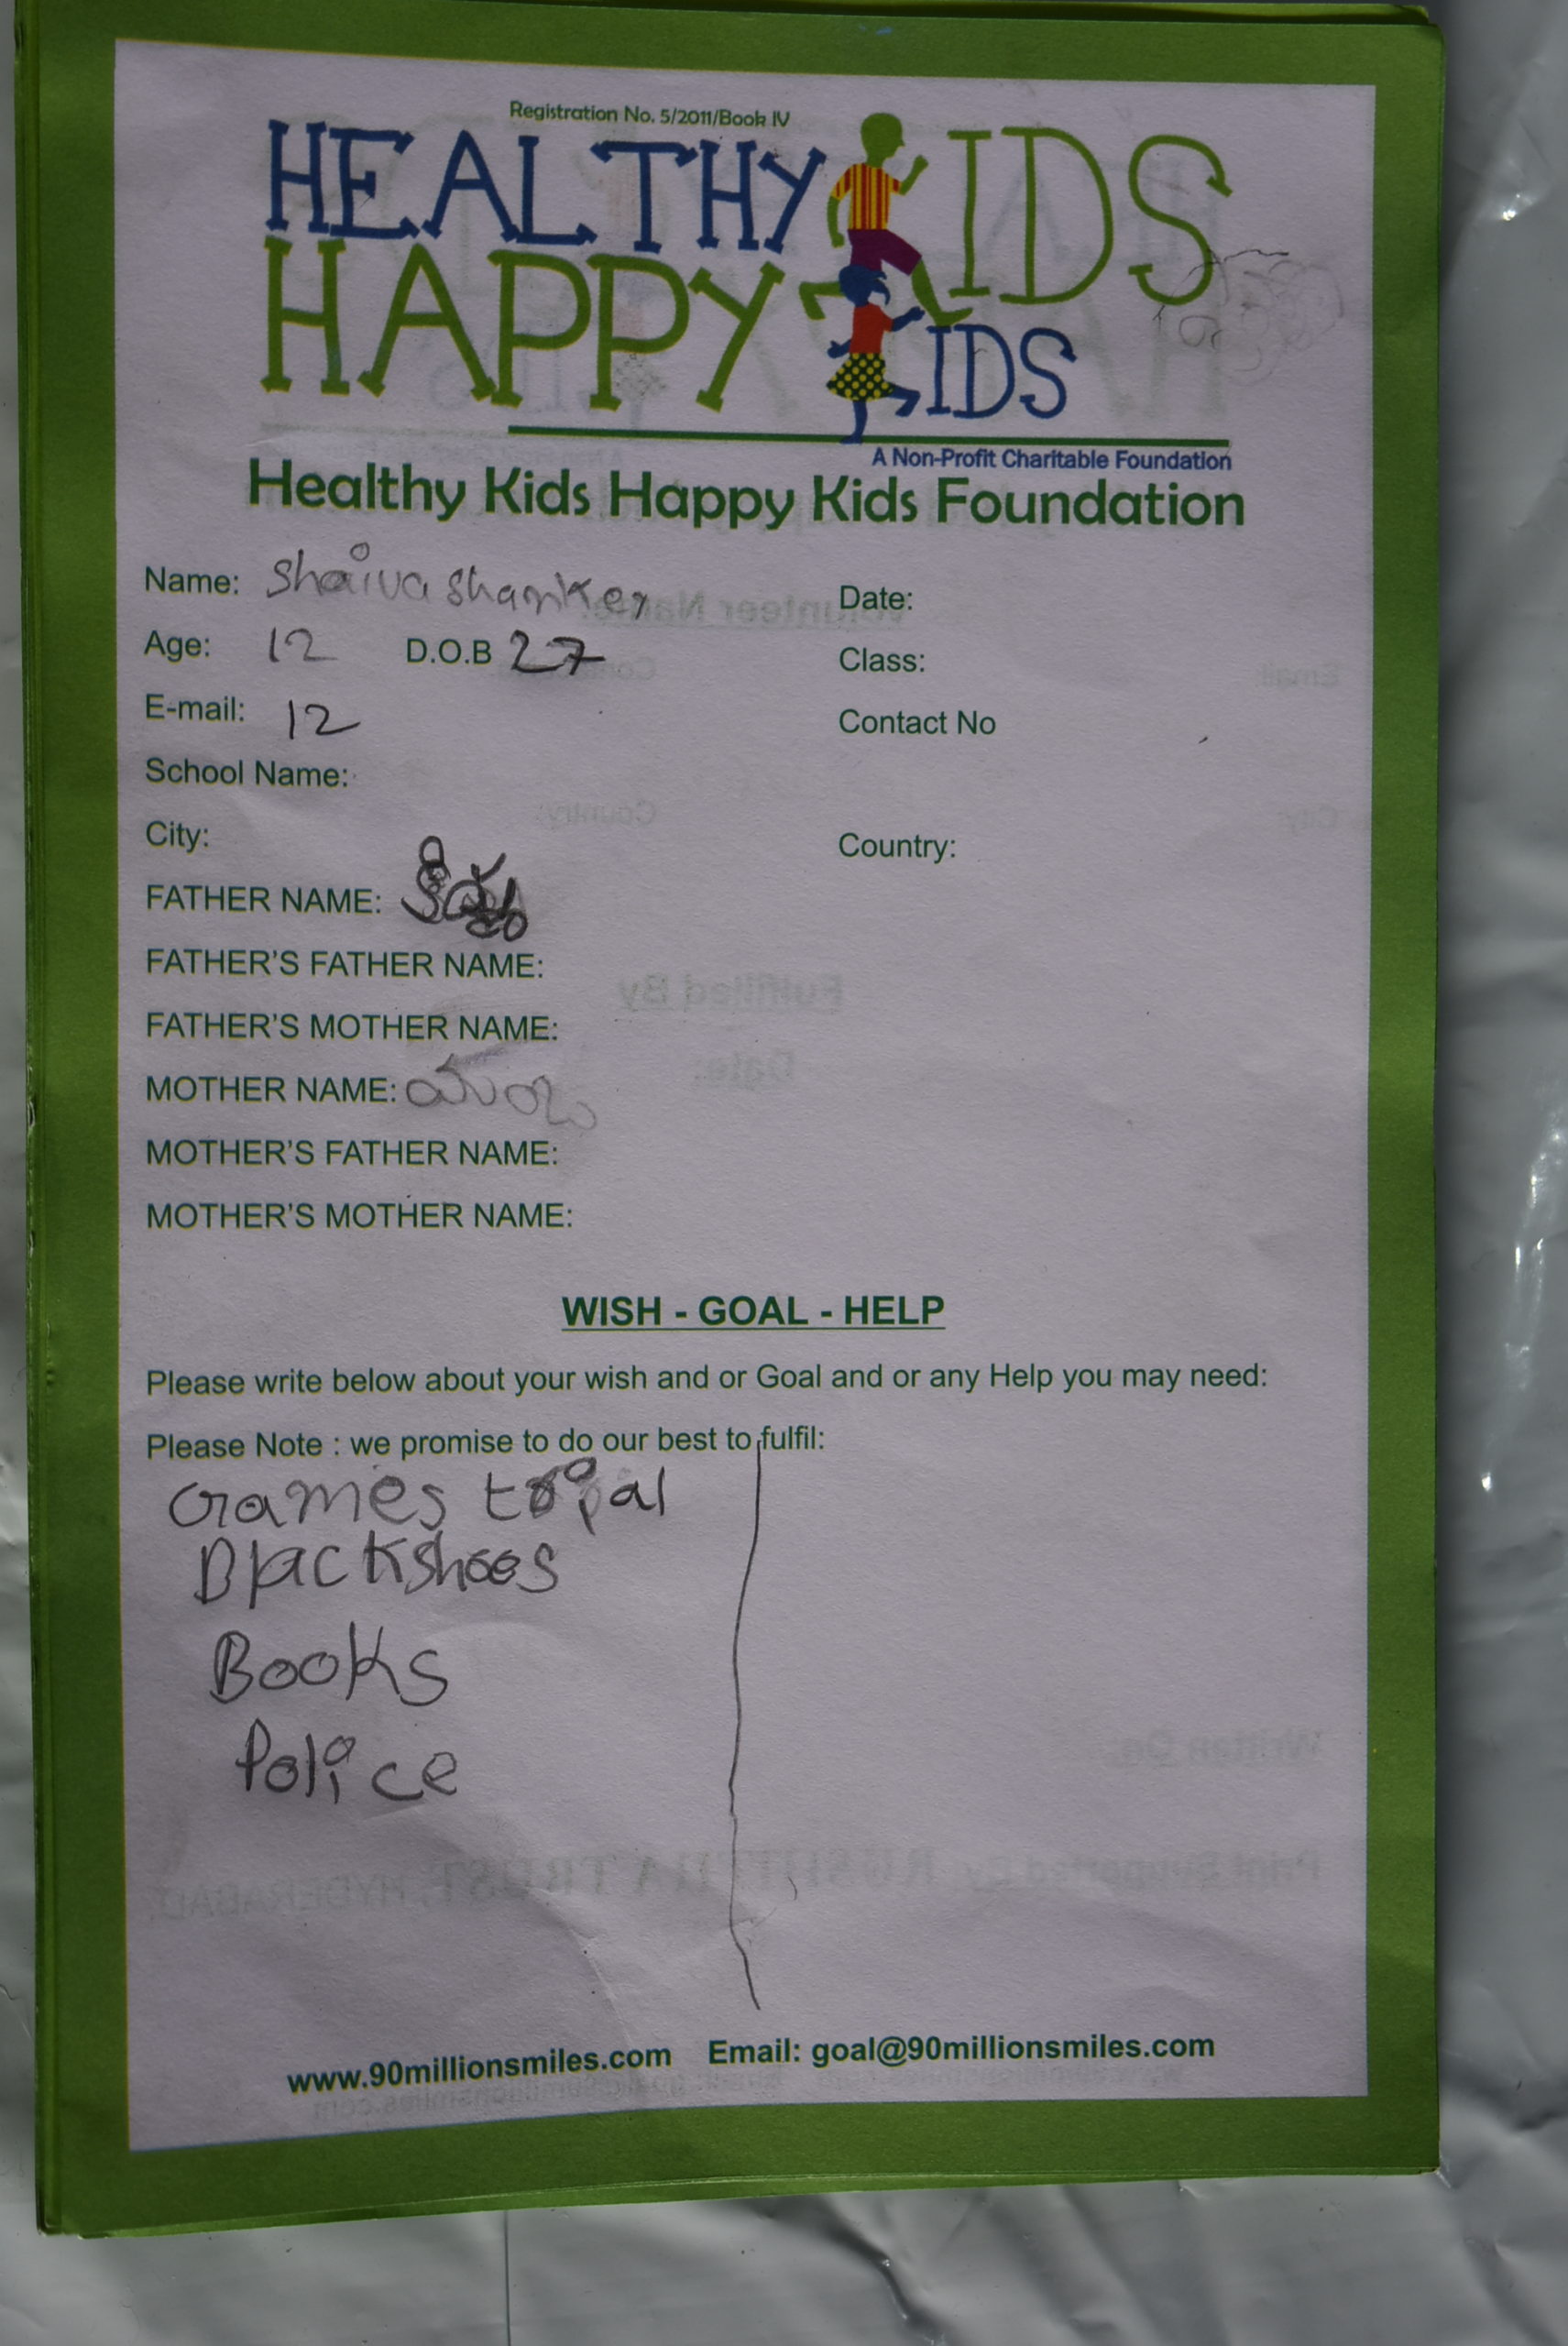 Registration No. 5/2011/Book IV
HEALTHY KIDS
HAPPY KIDS
A Non-Profit Charitable Foundation
Healthy Kids Happy Kids Foundation
Name: Shaiva shanker Date:
Age: 12 D.O.B 27 Class:
E-mail: 12 Contact No
School Name:
City: Country:
FATHER NAME:
FATHER'S FATHER NAME:
FATHER'S MOTHER NAME:
MOTHER NAME:
MOTHER'S FATHER NAME:
MOTHER'S MOTHER NAME:
WISH - GOAL - HELP
Please write below about your wish and or Goal and or any Help you may need:
Please Note : we promise to do our best to fulfil:
Games
Black shoes
Books
Police
www.90millionsmiles.com Email: goal@90millionsmiles.com